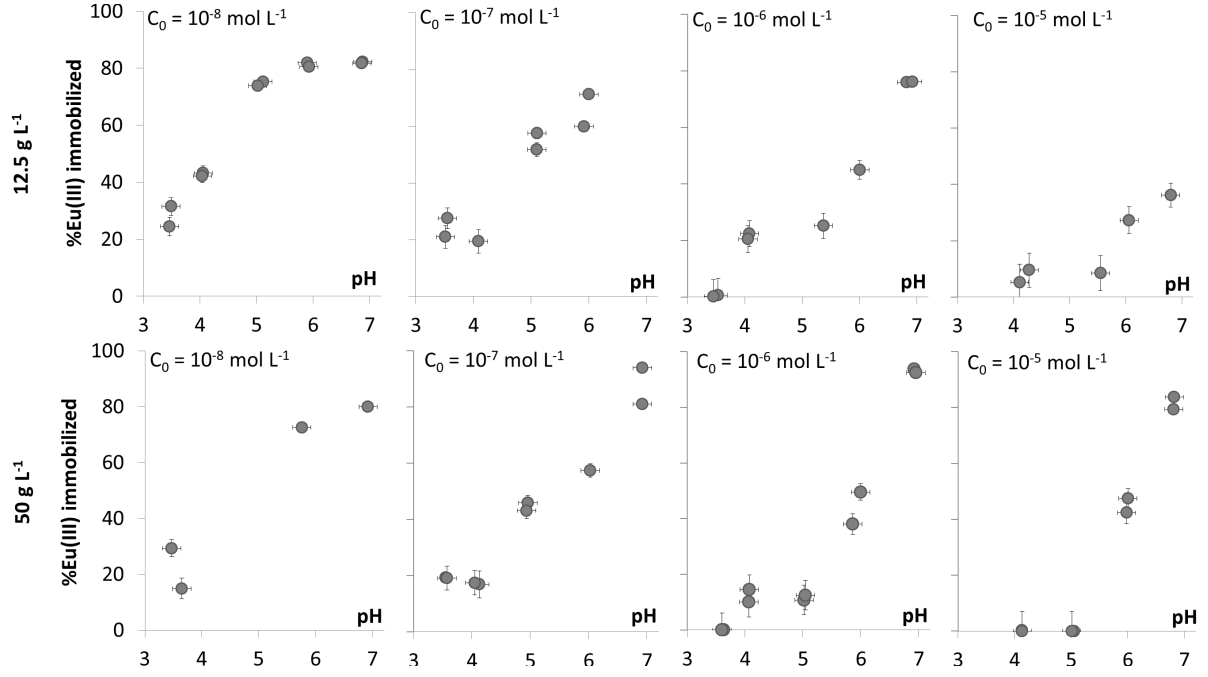 C₀ = 10⁻⁸ mol L⁻¹
C₀ = 10⁻⁷ mol L⁻¹
C₀ = 10⁻⁶ mol L⁻¹
C₀ = 10⁻⁵ mol L⁻¹
12.5 g L⁻¹
%Eu(III) immobilized
100
80
60
40
20
0
pH
pH
pH
pH
3 4 5 6 7
3 4 5 6 7
3 4 5 6 7
3 4 5 6 7
C₀ = 10⁻⁸ mol L⁻¹
C₀ = 10⁻⁷ mol L⁻¹
C₀ = 10⁻⁶ mol L⁻¹
C₀ = 10⁻⁵ mol L⁻¹
50 g L⁻¹
%Eu(III) immobilized
100
80
60
40
20
0
pH
pH
pH
pH
3 4 5 6 7
3 4 5 6 7
3 4 5 6 7
3 4 5 6 7